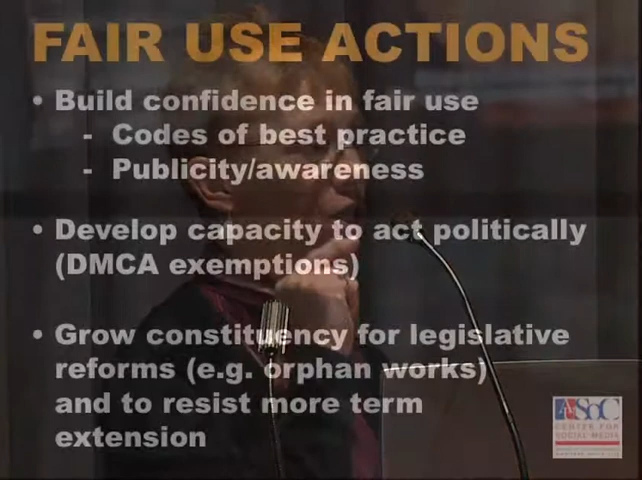 FAIR USE ACTIONS
• Build confidence in fair use
- Codes of best practice
- Publicity/awareness
• Develop capacity to act politically
(DMCA exemptions)
• Grow constituency for legislative
reforms (e.g. orphan works)
and to resist more term
extension
CENTER FOR
SOCIAL MEDIA